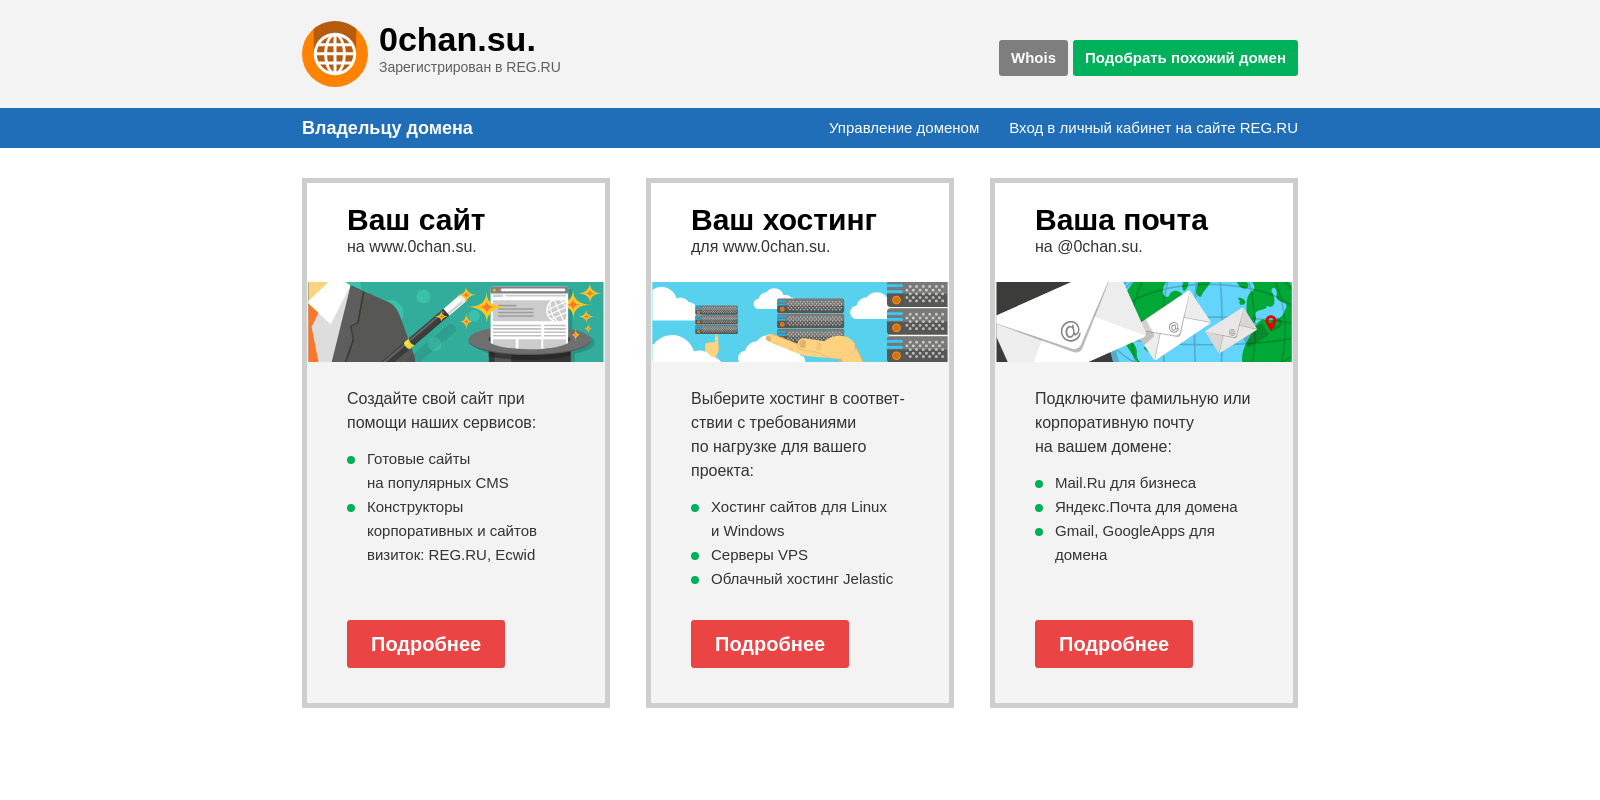 0chan.su.
Зарегистрирован в REG.RU
Whois
Подобрать похожий домен
Владельцу домена
Управление доменом
Вход в личный кабинет на сайте REG.RU
Ваш сайт
на www.0chan.su.
Создайте свой сайт при
помощи наших сервисов:
Готовые сайты
на популярных CMS
Конструкторы
корпоративных и сайтов
визиток: REG.RU, Ecwid
Подробнее
Ваш хостинг
для www.0chan.su.
Выберите хостинг в соответ-
ствии с требованиями
по нагрузке для вашего
проекта:
Хостинг сайтов для Linux
и Windows
Серверы VPS
Облачный хостинг Jelastic
Подробнее
Ваша почта
на @0chan.su.
@
@
@
Подключите фамильную или
корпоративную почту
на вашем домене:
Mail.Ru для бизнеса
Яндекс.Почта для домена
Gmail, GoogleApps для
домена
Подробнее